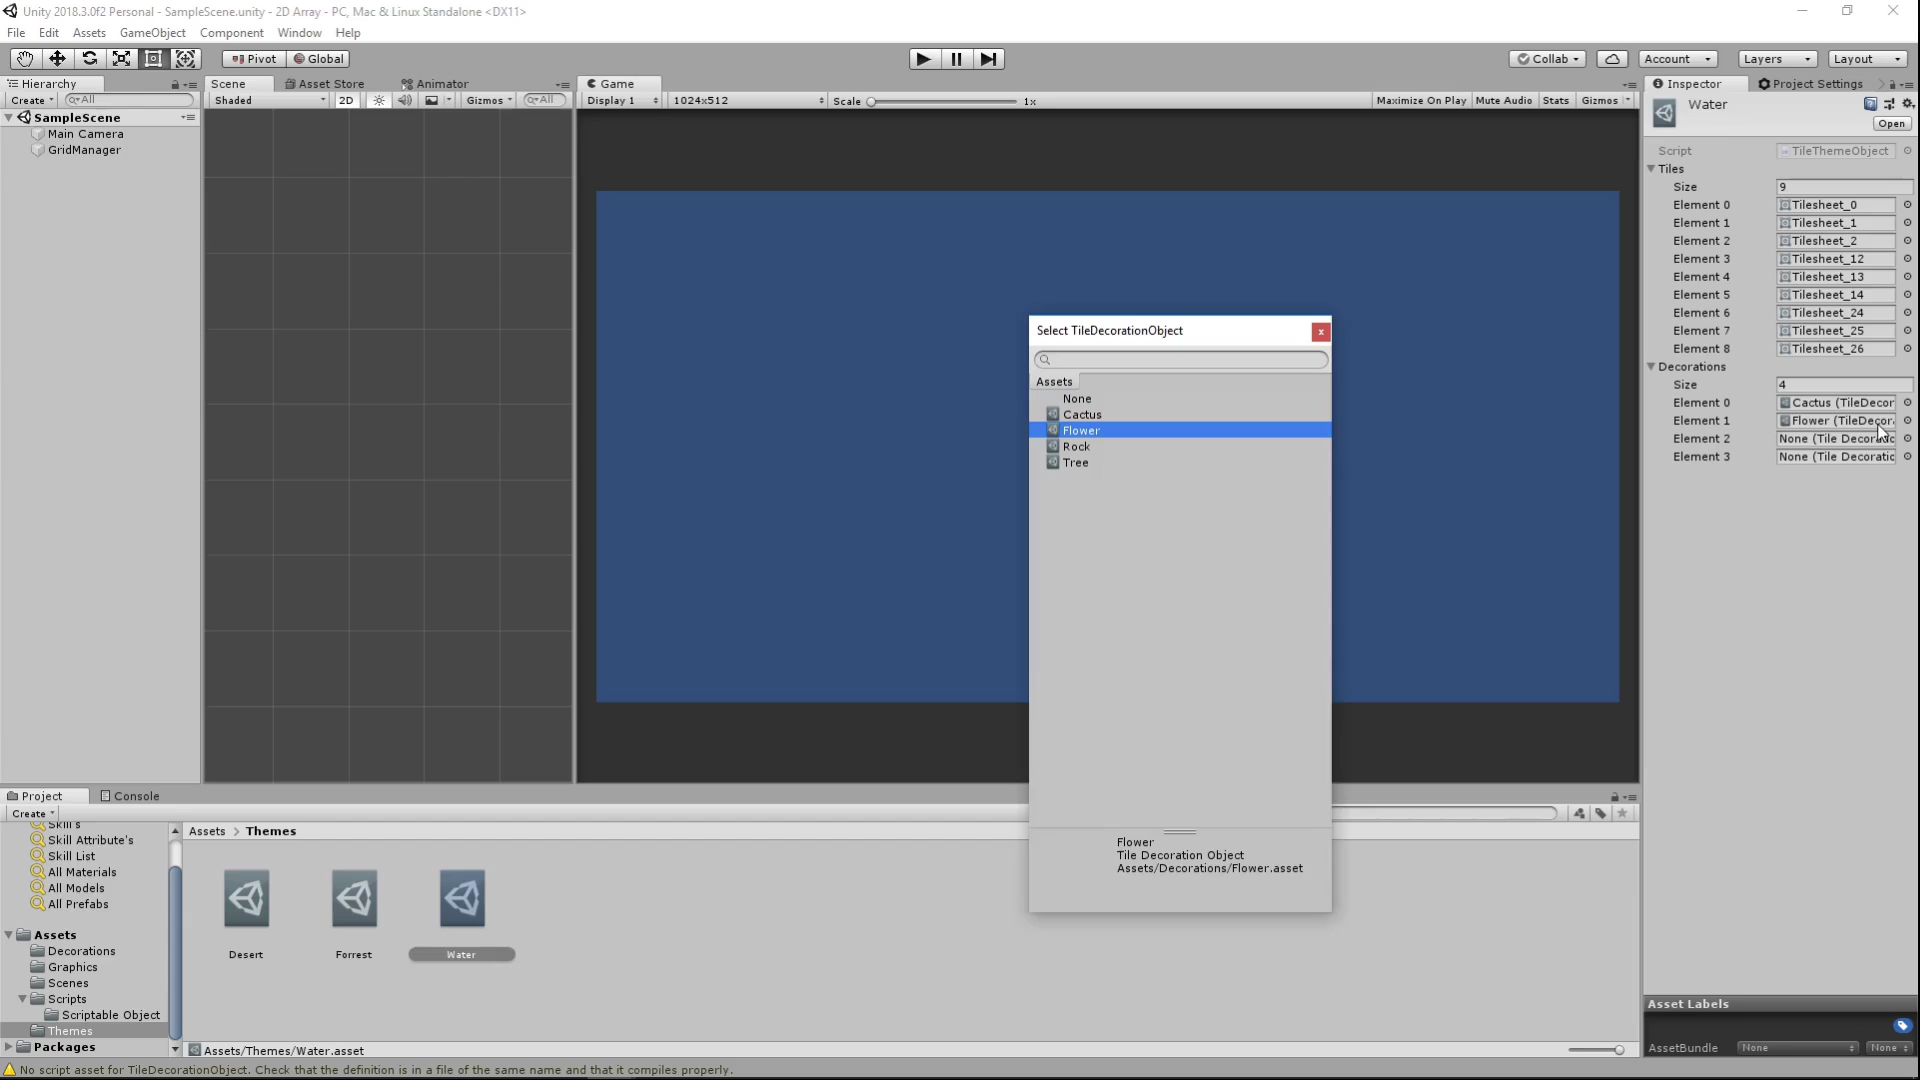 Unity 2018.3.0f2 Personal - SampleScene.unity - 2D Array - PC, Mac & Linux Standalone <DX11>
File Edit Assets GameObject Component Window Help
Pivot Global Collab Account Layers Layout
Hierarchy
Create All
SampleScene
Main Camera
GridManager
Scene Asset Store Animator
Shaded 2D Gizmos All
Game
Display 1 1024x512 Scale 1x Maximize On Play Mute Audio Stats Gizmos
Inspector Project Settings
Water
Open
Script TileThemeObject
Tiles
Size 9
Element 0 Tilesheet_0
Element 1 Tilesheet_1
Element 2 Tilesheet_2
Element 3 Tilesheet_12
Element 4 Tilesheet_13
Element 5 Tilesheet_14
Element 6 Tilesheet_24
Element 7 Tilesheet_25
Element 8 Tilesheet_26
Decorations
Size 4
Element 0 Cactus (TileDecor
Element 1 Flower (TileDecor
Element 2 None (Tile Decoratic
Element 3 None (Tile Decoratic
Select TileDecorationObject
x
Assets
None
Cactus
Flower
Rock
Tree
Flower
Tile Decoration Object
Assets/Decorations/Flower.asset
Project Console
Create
Skill's
Skill Attribute's
Skill List
All Materials
All Models
All Prefabs
Assets
Decorations
Graphics
Scenes
Scripts
Scriptable Object
Themes
Packages
Assets > Themes
Desert Forrest Water
Assets/Themes/Water.asset
Asset Labels
AssetBundle None None
No script asset for TileDecorationObject. Check that the definition is in a file of the same name and that it compiles properly.